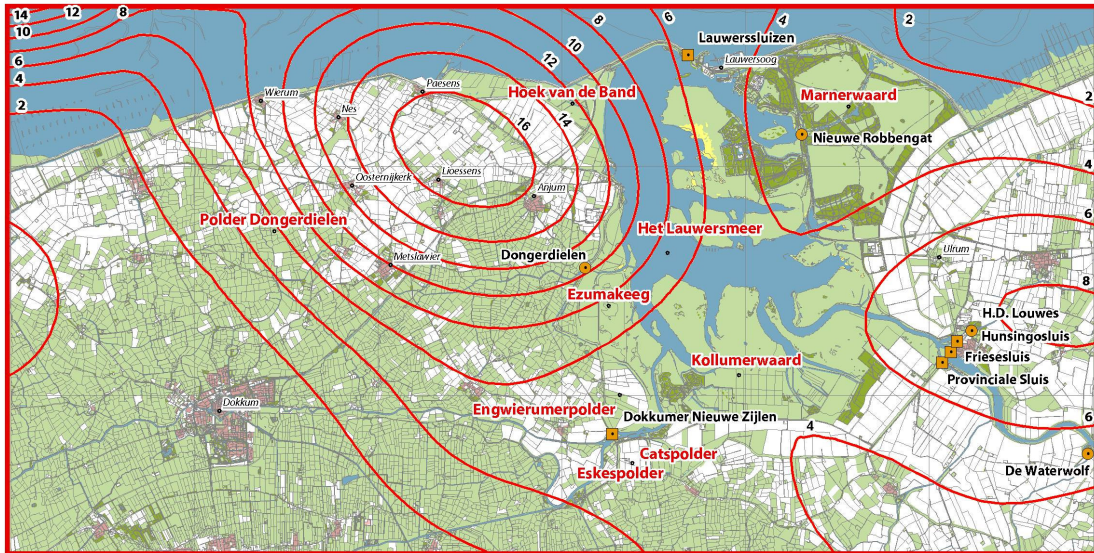 14
12
8
10
6
4
2
8
10
12
14
16
6
4
2
2
4
6
8
6
4
Lauwerssluizen
Lauwersoog
Paesens
Wierum
Nes
Hoek van de Band
Marnerwaard
Nieuwe Robbengat
Oosternijkerk
Lioessens
Anjum
Polder Dongerdielen
Het Lauwersmeer
Metslawier
Dongerdielen
Ulrum
Ezumakeeg
H.D. Louwes
Hunsingosluis
Friesesluis
Provinciale Sluis
Kollumerwaard
Dokkum
Engwierumerpolder
Dokkumer Nieuwe Zijlen
Catspolder
Eskespolder
De Waterwolf